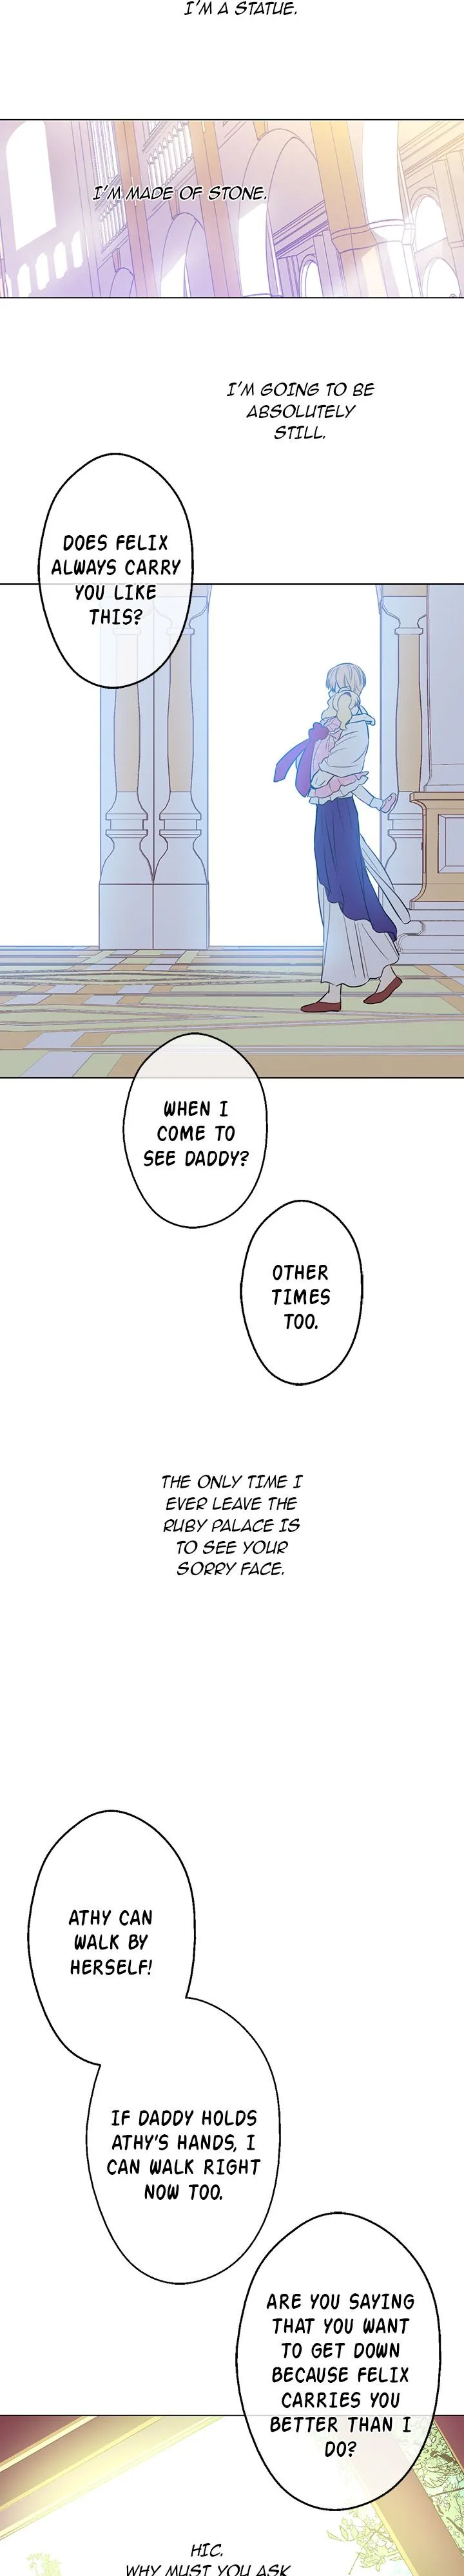 I'M A STATUE.
I'M MADE OF STONE.
I'M GOING TO BE
ABSOLUTELY
STILL.
DOES FELIX
ALWAYS CARRY
YOU LIKE
THIS?
WHEN I
COME TO
SEE DADDY?
OTHER
TIMES
TOO.
THE ONLY TIME I
EVER LEAVE THE
RUBY PALACE IS
TO SEE YOUR
SORRY FACE.
ATHY CAN
WALK BY
HERSELF!
IF DADDY HOLDS
ATHY'S HANDS, I
CAN WALK RIGHT
NOW TOO.
ARE YOU SAYING
THAT YOU WANT
TO GET DOWN
BECAUSE FELIX
CARRIES YOU
BETTER THAN I
DO?
HIC,
WHY MUST YOU ASK